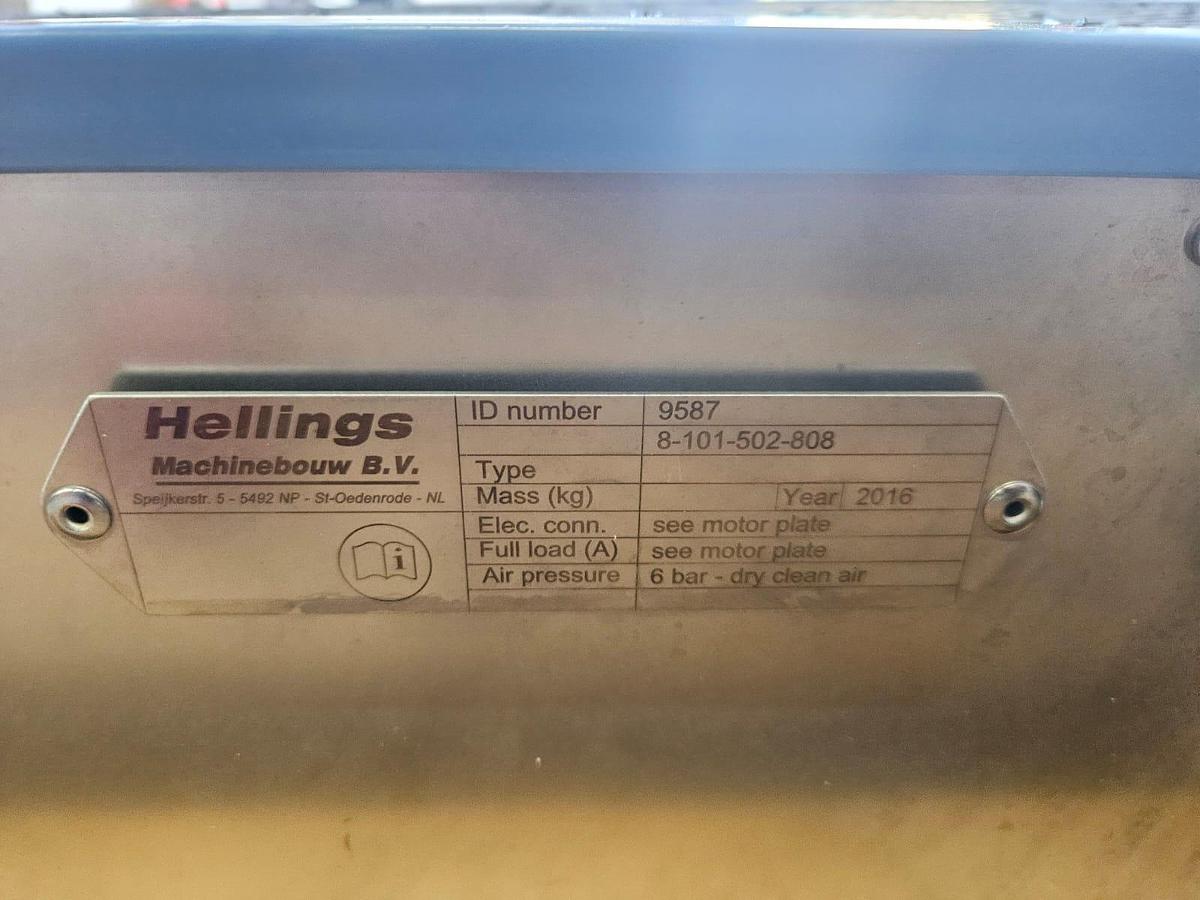 Hellings
Machinebouw B.V.
Speijkerstr. 5 - 5492 NP - St-Oedenrode - NL
i
ID number 9587
8-101-502-808
Type
Mass (kg) Year 2016
Elec. conn. see motor plate
Full load (A) see motor plate
Air pressure 6 bar - dry clean air